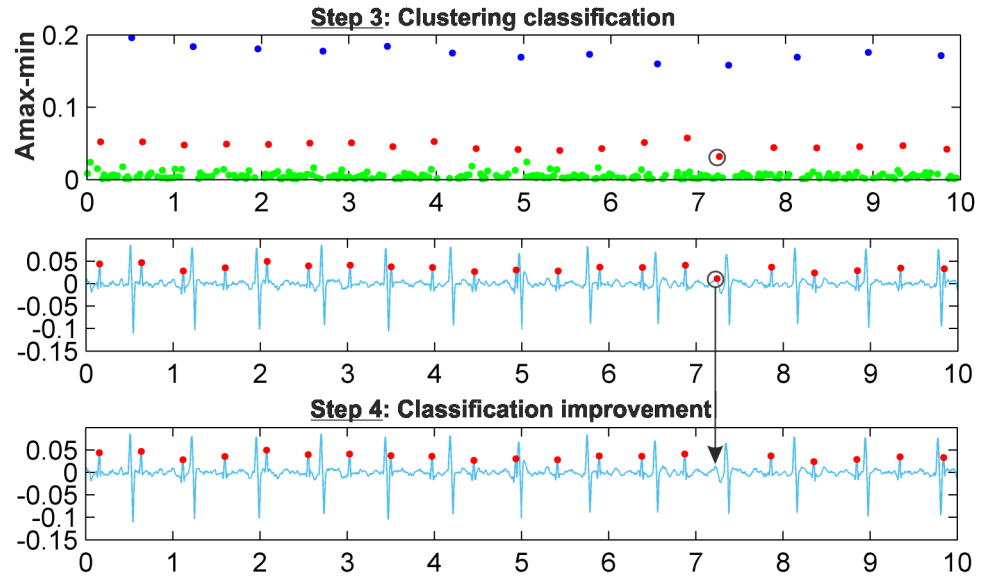 Step 3: Clustering classification
Amax-min
0.2
0.1
0
0 1 2 3 4 5 6 7 8 9 10
0.05
0
-0.05
-0.1
-0.15
0 1 2 3 4 5 6 7 8 9 10
Step 4: Classification improvement
0.05
0
-0.05
-0.1
-0.15
0 1 2 3 4 5 6 7 8 9 10